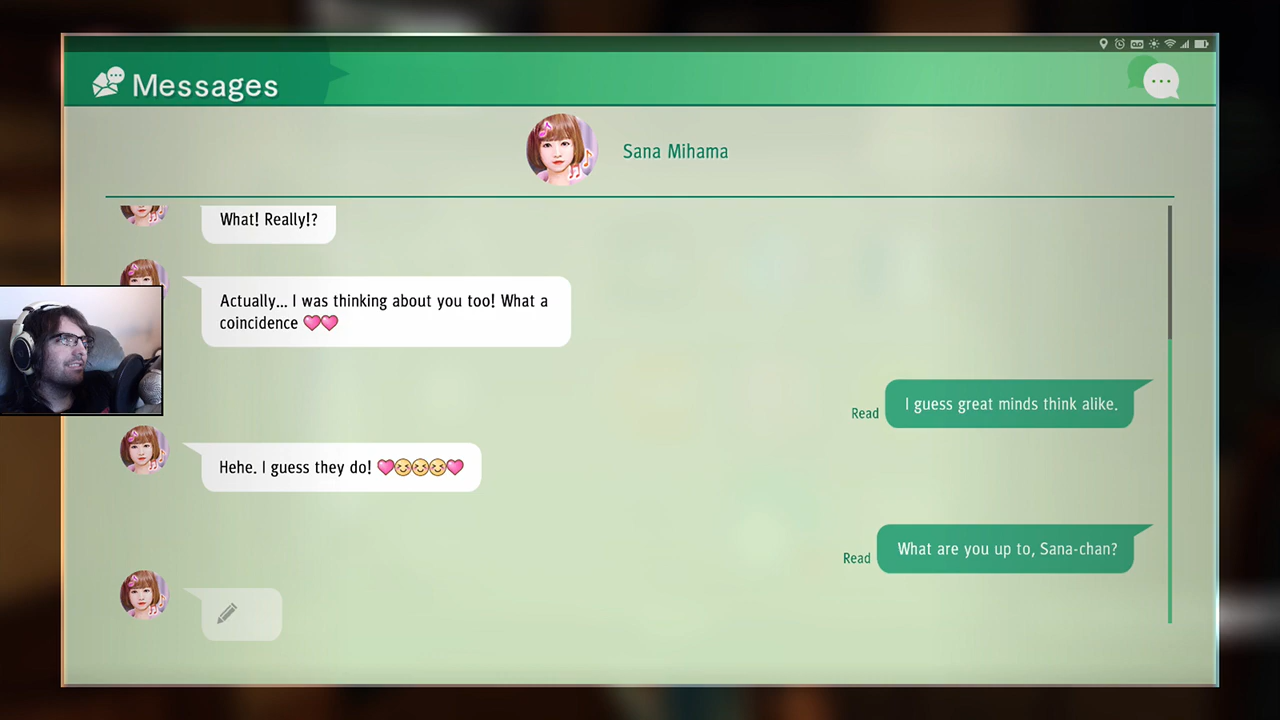 Messages
Sana Mihama
What! Really!?
Actually... I was thinking about you too! What a
coincidence 💗💗
Read
I guess great minds think alike.
Hehe. I guess they do! 💗😊😊😊💗
Read
What are you up to, Sana-chan?